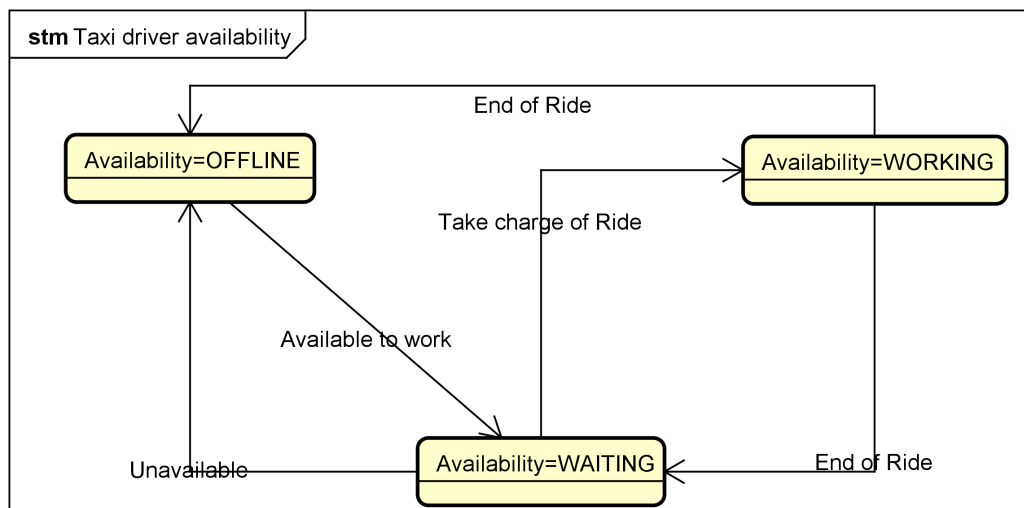 stm Taxi driver availability
End of Ride
Availability=OFFLINE
Availability=WORKING
Take charge of Ride
Available to work
Availability=WAITING
End of Ride
Unavailable